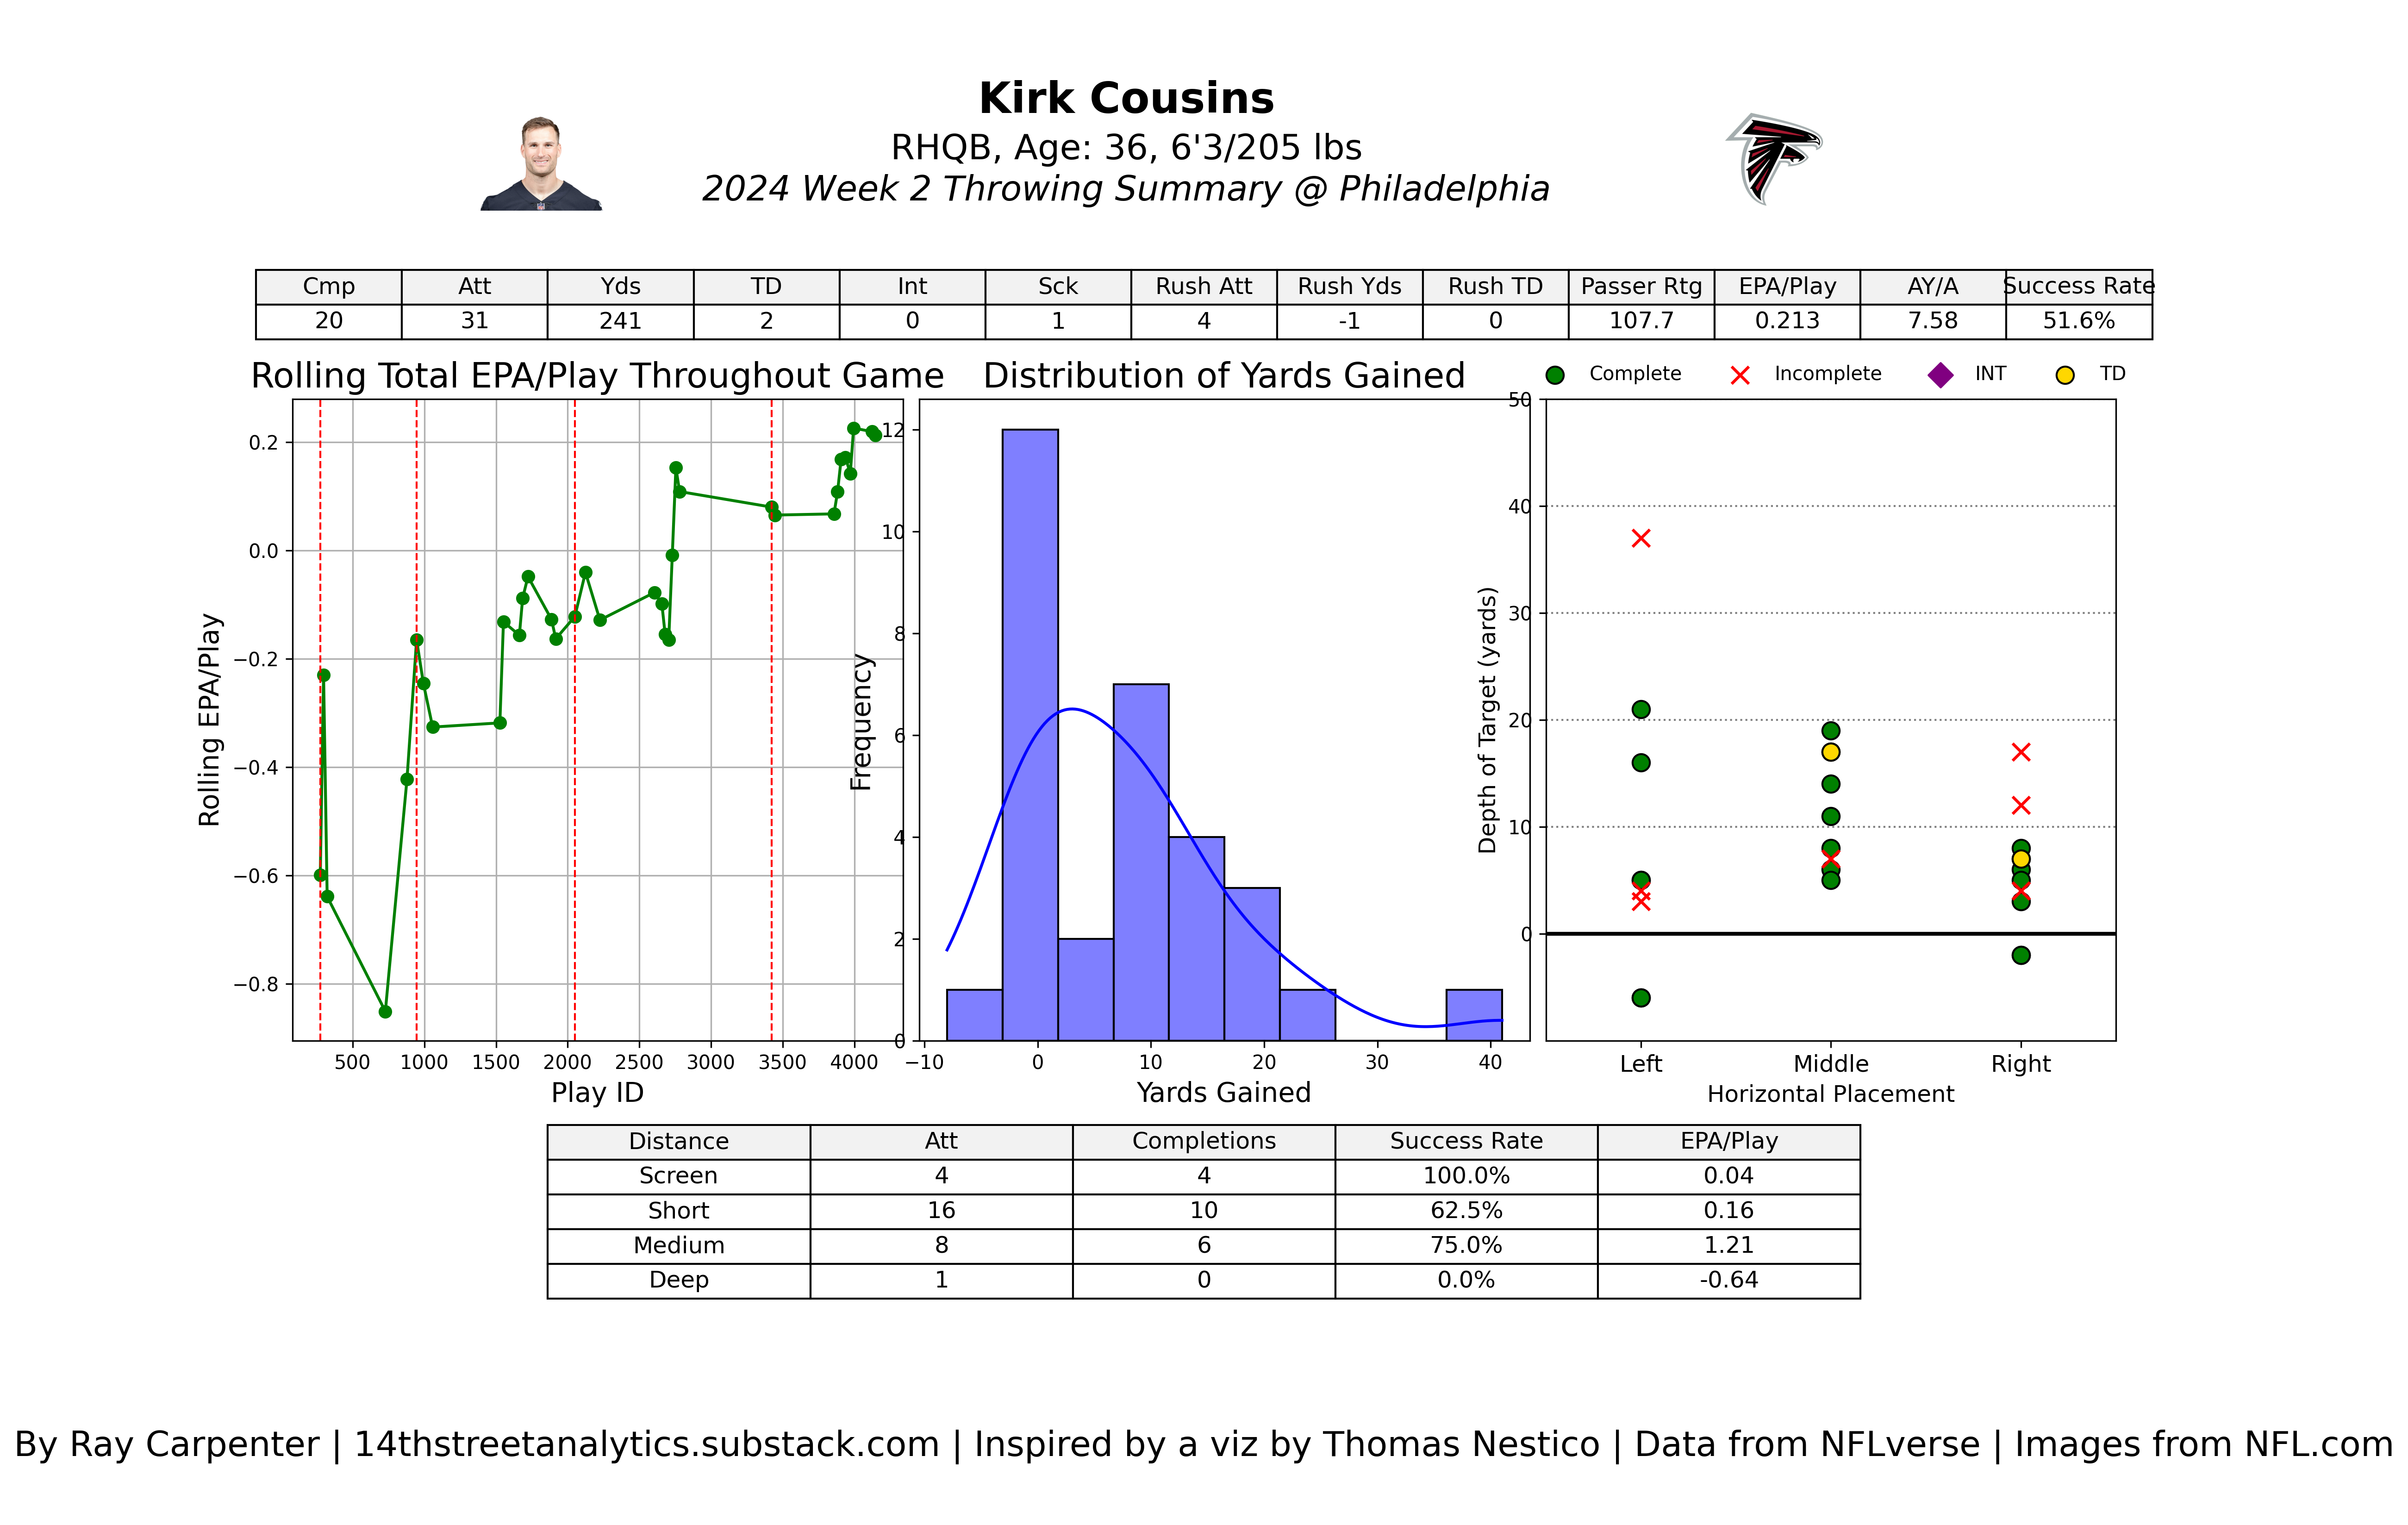 Kirk Cousins
RHQB, Age: 36, 6'3/205 lbs
2024 Week 2 Throwing Summary @ Philadelphia
Cmp Att Yds TD Int Sck Rush Att Rush Yds Rush TD Passer Rtg EPA/Play AY/A Success Rate
20 31 241 2 0 1 4 -1 0 107.7 0.213 7.58 51.6%
Rolling Total EPA/Play Throughout Game
0.2
0.0
−0.2
−0.4
−0.6
−0.8
Rolling EPA/Play
500 1000 1500 2000 2500 3000 3500 4000
Play ID
Distribution of Yards Gained
12
10
8
6
4
2
0
Frequency
−10 0 10 20 30 40
Yards Gained
Complete Incomplete INT TD
50
40
30
20
10
0
Depth of Target (yards)
Left Middle Right
Horizontal Placement
Distance Att Completions Success Rate EPA/Play
Screen 4 4 100.0% 0.04
Short 16 10 62.5% 0.16
Medium 8 6 75.0% 1.21
Deep 1 0 0.0% -0.64
By Ray Carpenter | 14thstreetanalytics.substack.com | Inspired by a viz by Thomas Nestico | Data from NFLverse | Images from NFL.com